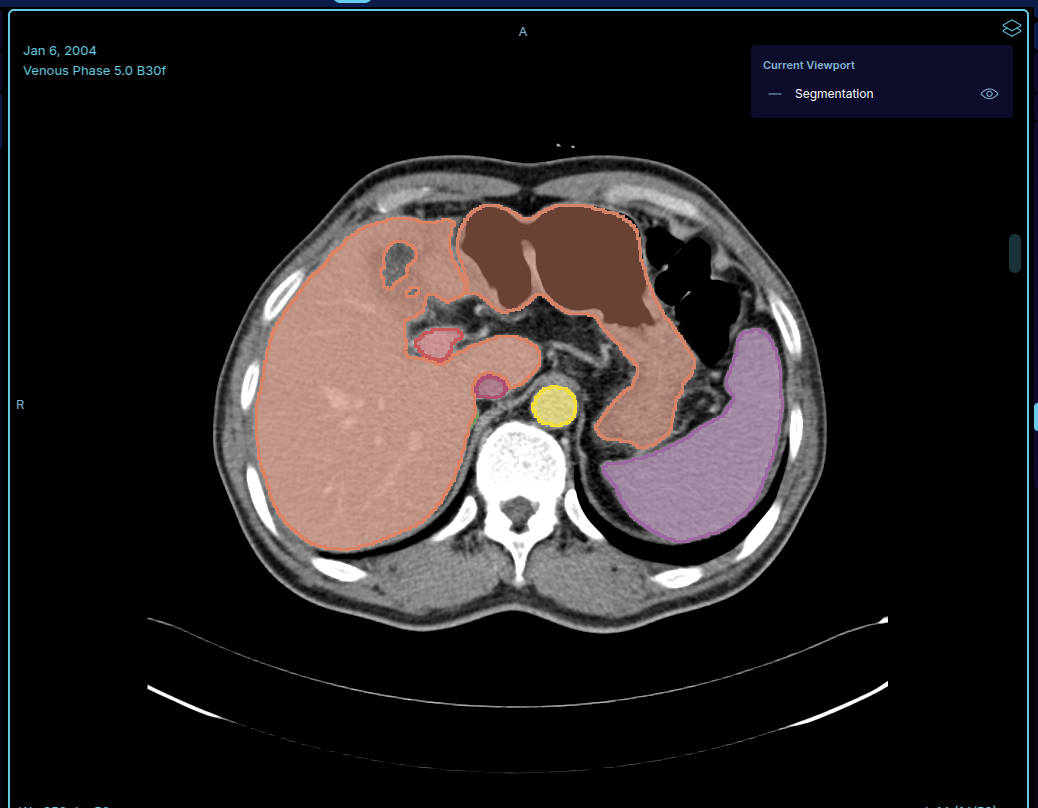 A
Jan 6, 2004
Venous Phase 5.0 B30f
Current Viewport
Segmentation
R